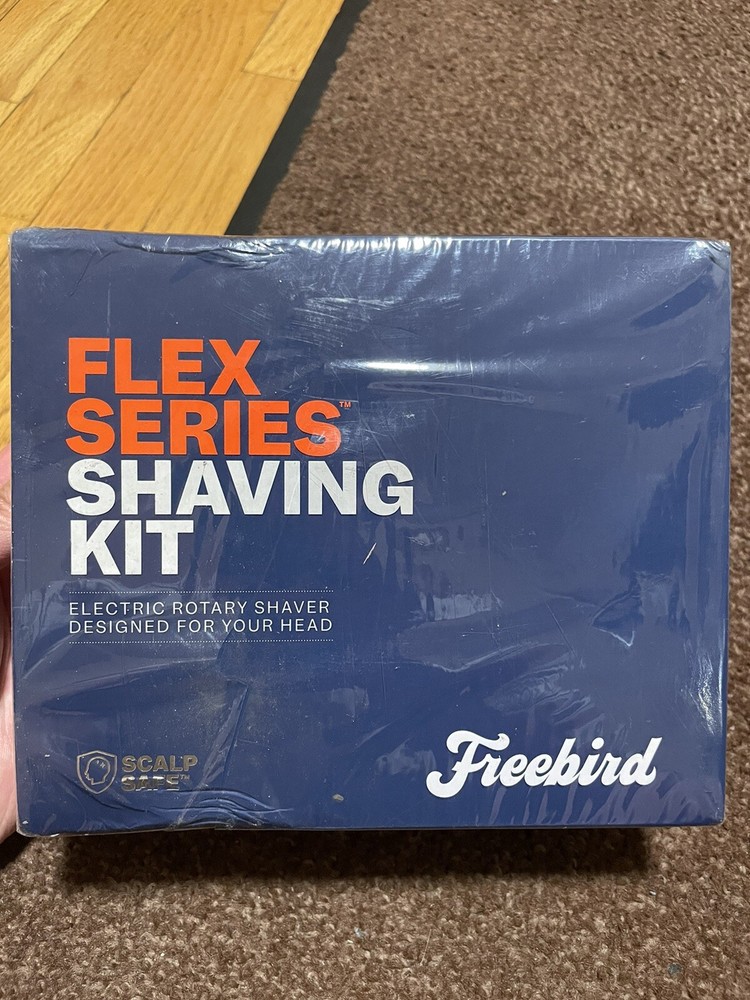 FLEX
SERIES™
SHAVING
KIT
ELECTRIC ROTARY SHAVER
DESIGNED FOR YOUR HEAD
SCALP
SAFE™
Freebird